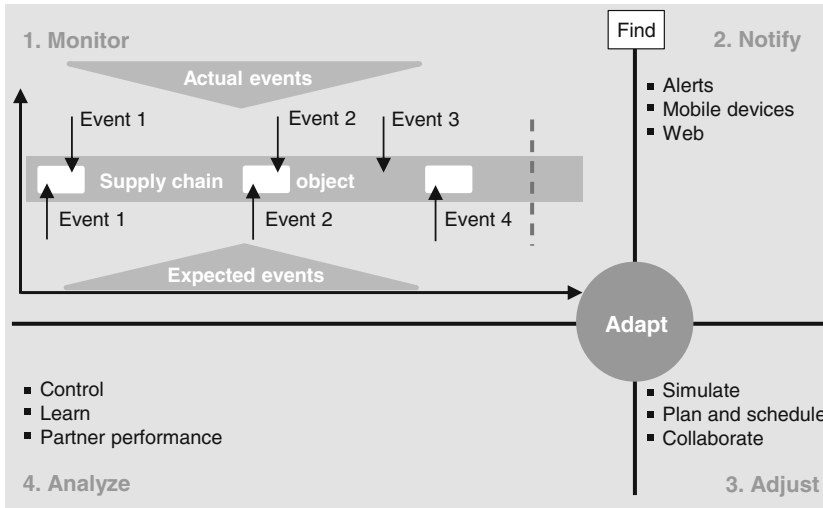 1. Monitor
Actual events
Event 1
Event 2
Event 3
Supply chain object
Event 1
Event 2
Event 4
Expected events
Find
2. Notify
▪ Alerts
▪ Mobile devices
▪ Web
Adapt
▪ Control
▪ Learn
▪ Partner performance
4. Analyze
▪ Simulate
▪ Plan and schedule
▪ Collaborate
3. Adjust